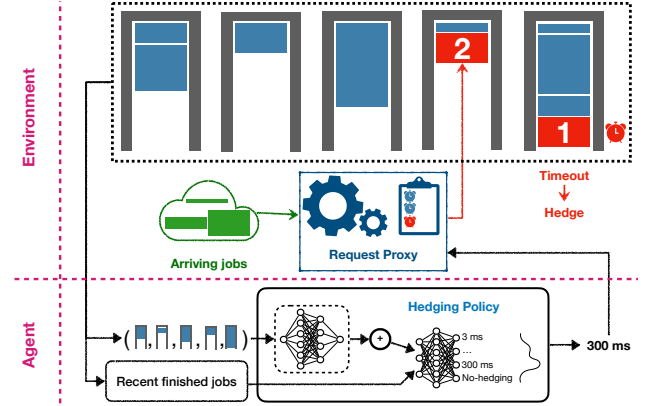 Environment
2
1
Timeout
Hedge
Arriving jobs
Request Proxy
Agent
Hedging Policy
( , , , , )
+
3 ms
...
300 ms
No-hedging
300 ms
Recent finished jobs